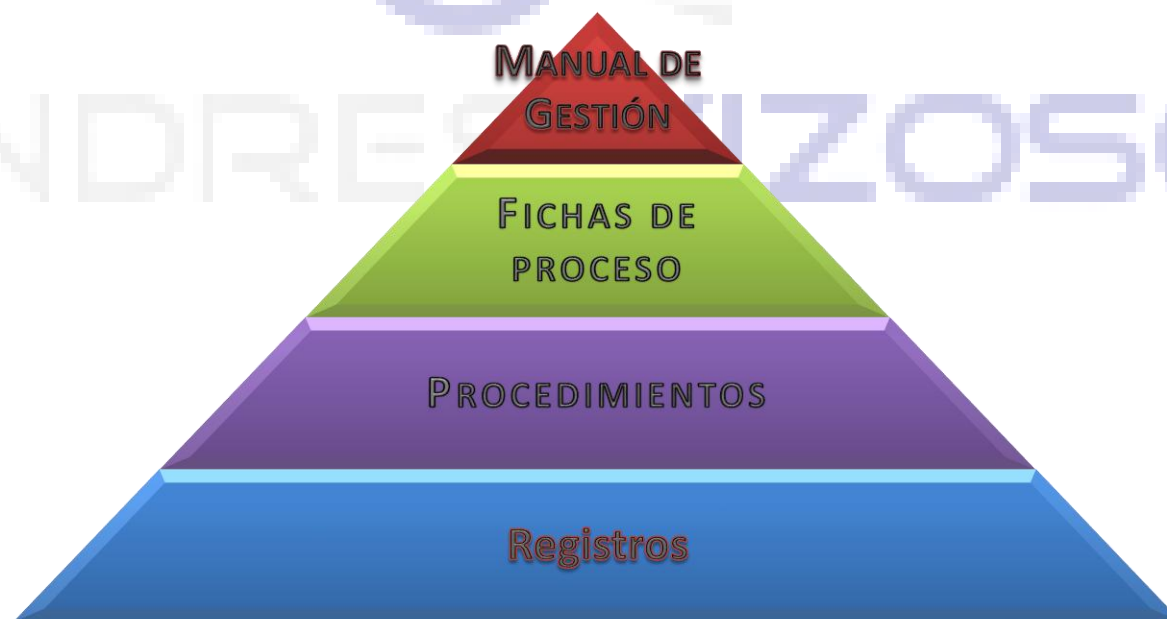 MANUAL DE
GESTIÓN
FICHAS DE
PROCESO
PROCEDIMIENTOS
Registros